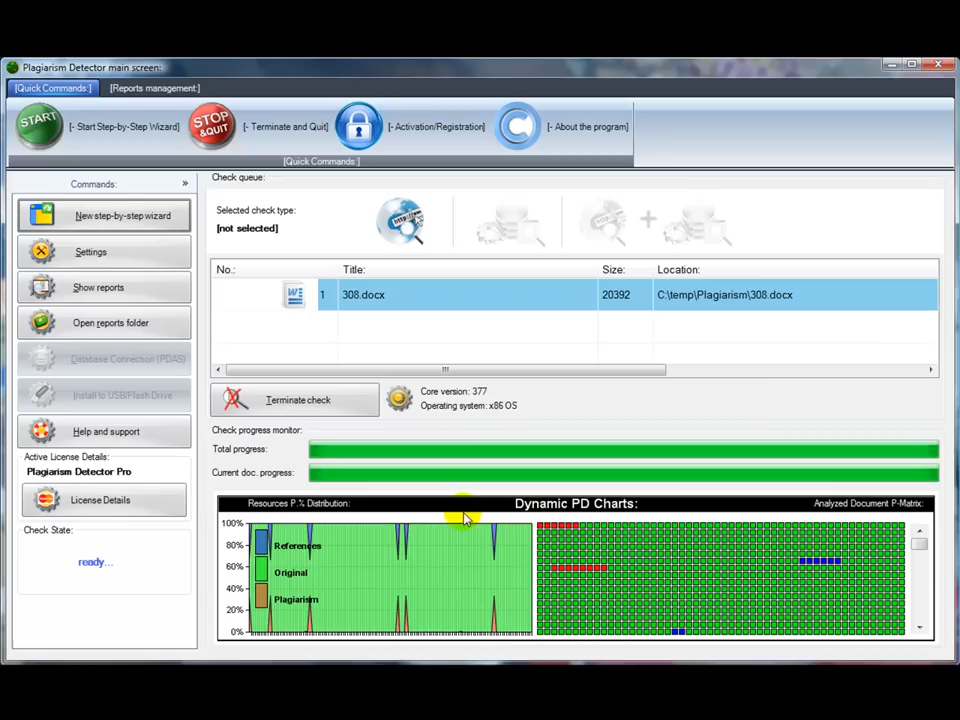 Plagiarism Detector main screen:
[Quick Commands:] [Reports management:]
START [- Start Step-by-Step Wizard] STOP &QUIT [- Terminate and Quit] [- Activation/Registration] [- About the program]
[Quick Commands:]
Commands: »
New step-by-step wizard
Settings
Show reports
Open reports folder
Database Connection (PDAS)
Install to USB/Flash Drive
Help and support
Active License Details:
Plagiarism Detector Pro
License Details
Check State:
ready...
Check queue:
Selected check type:
[not selected]
No.: Title: Size: Location:
1 308.docx 20392 C:\temp\Plagiarism\308.docx
Terminate check
Core version: 377
Operating system: x86 OS
Check progress monitor:
Total progress:
Current doc. progress:
Resources P.% Distribution: Dynamic PD Charts: Analyzed Document P-Matrix:
100%
80%
60%
40%
20%
0%
References
Original
Plagiarism